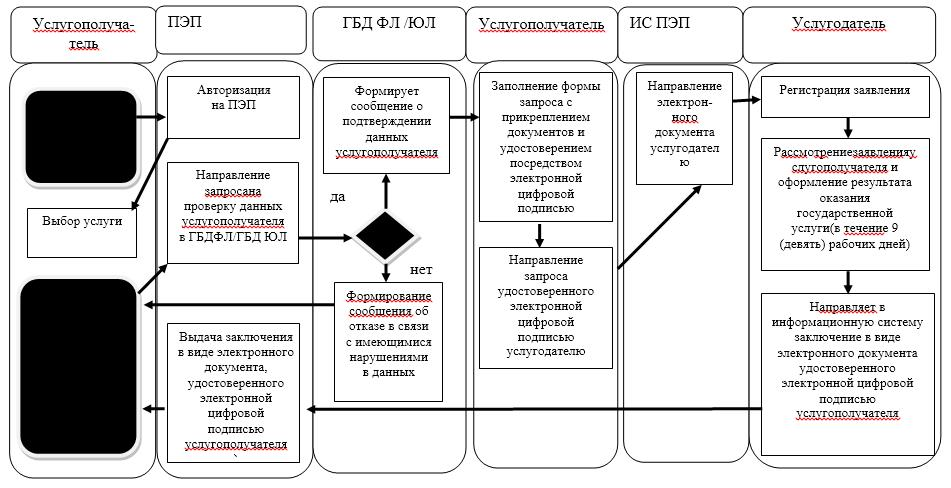 Услугополуча-
тель
ПЭП
ГБД ФЛ /ЮЛ
Услугополучатель
ИС ПЭП
Услугодатель
Выбор услуги
Авторизация
на ПЭП
Направление
запросана
проверку данных
услугополучателя
в ГБДФЛ/ГБД ЮЛ
Выдача заключения
в виде электронного
документа,
удостоверенного
электронной
цифровой
подписью
услугополучателя
Формирует
сообщение о
подтверждении
данных
услугополучателя
да
нет
Формирование
сообщения об
отказе в связи
с имеющимися
нарушениями
в данных
Заполнение формы
запроса с
прикреплением
документов и
удостоверением
посредством
электронной
цифровой
подписью
Направление
запроса
удостоверенного
электронной
цифровой
подписью
услугодателю
Направление
электрон-
ного
документа
услугодател
ю
Регистрация заявления
Рассмотрениезаявленияу
слугополучателя и
оформление результата
оказания
государственной
услуги(в течение 9
(девять) рабочих дней)
Направляет в
информационную систему
заключение в виде
электронного документа
удостоверенного
электронной цифровой
подписью
услугополучателя